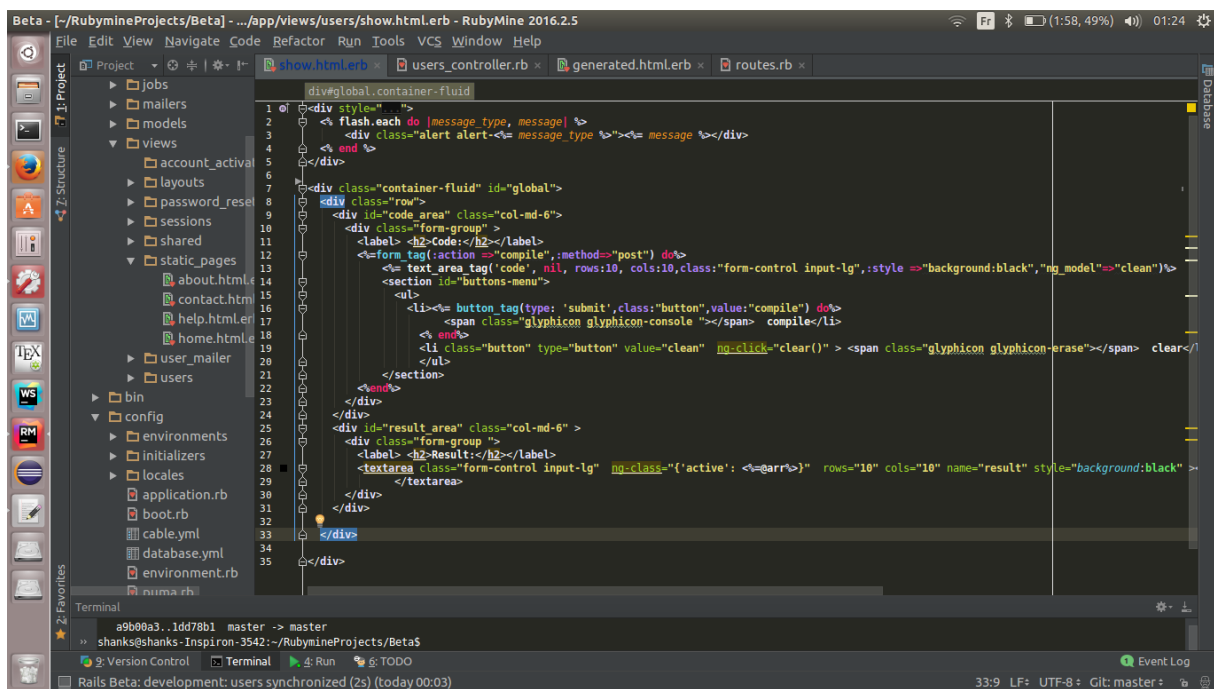 Beta - [~/RubymineProjects/Beta] - .../app/views/users/show.html.erb - RubyMine 2016.2.5
Fr (1:58, 49%) 01:24
File Edit View Navigate Code Refactor Run Tools VCS Window Help
Project
show.html.erb × users_controller.rb × generated.html.erb × routes.rb ×
1: Project
Z: Structure
2: Favorites
Database
jobs
mailers
models
views
account_activa
layouts
password_rese
sessions
shared
static_pages
about.html.e
contact.htm
help.html.er
home.html.e
user_mailer
users
bin
config
environments
initializers
locales
application.rb
boot.rb
cable.yml
database.yml
environment.rb
puma.rb
div#global.container-fluid
1 <div style="...">
2 <% flash.each do |message_type, message| %>
3 <div class="alert alert-<%= message_type %>"><%= message %></div>
4 <% end %>
5 </div>
6
7 <div class="container-fluid" id="global">
8 <div class="row">
9 <div id="code_area" class="col-md-6">
10 <div class="form-group" >
11 <label> <h2>Code:</h2></label>
12 <%=form_tag(:action =>"compile",:method=>"post") do%>
13 <%= text_area_tag('code', nil, rows:10, cols:10,class:"form-control input-lg",:style =>"background:black","ng_model"=>"clean")%>
14 <section id="buttons-menu">
15 <ul>
16 <li><%= button_tag(type: 'submit',class:"button",value:"compile") do%>
17 <span class="glyphicon glyphicon-console "></span> compile</li>
18 <% end%>
19 <li class="button" type="button" value="clean" ng-click="clear()" > <span class="glyphicon glyphicon-erase"></span> clear</l
20 </ul>
21 </section>
22 <%end%>
23 </div>
24 </div>
25 <div id="result_area" class="col-md-6" >
26 <div class="form-group ">
27 <label> <h2>Result:</h2></label>
28 <textarea class="form-control input-lg" ng-class="{'active': <%=@arr%>}" rows="10" cols="10" name="result" style="background:black" ><
29 </textarea>
30 </div>
31 </div>
32
33 </div>
34
35 </div>
Terminal
a9b00a3..1dd78b1 master -> master
shanks@shanks-Inspiron-3542:~/RubymineProjects/Beta$
9: Version Control Terminal 4: Run 6: TODO 1 Event Log
Rails Beta: development: users synchronized (2s) (today 00:03) 33:9 LF÷ UTF-8÷ Git: master÷
TEX
WS
RM